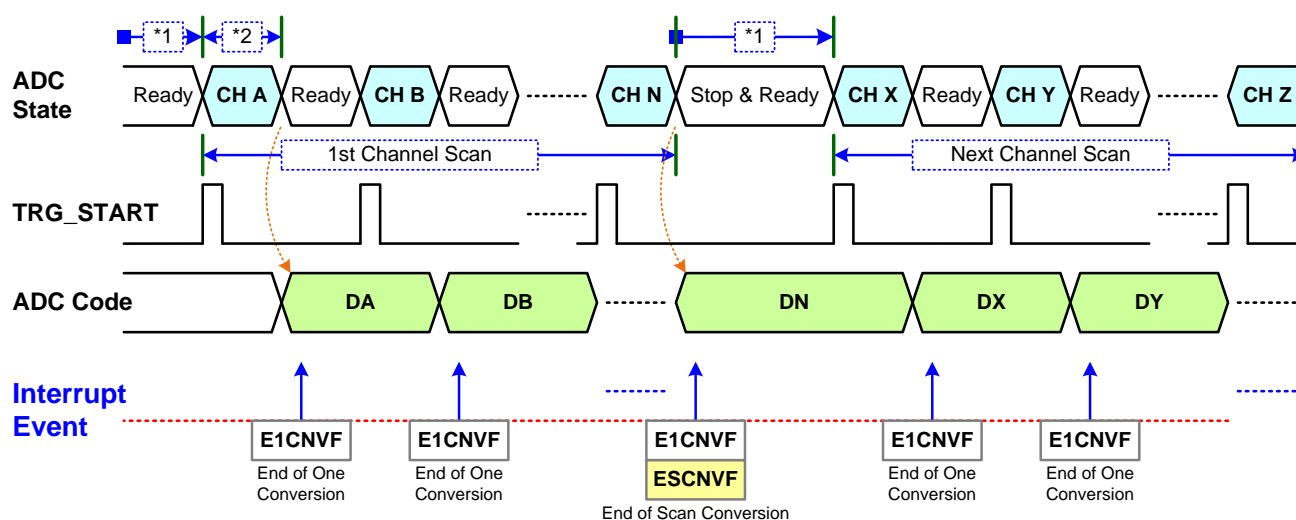 *1 *2 *1
ADC
State
Ready CH A Ready CH B Ready CH N Stop & Ready CH X Ready CH Y Ready CH Z
1st Channel Scan Next Channel Scan
TRG_START
ADC Code DA DB DN DX DY
Interrupt
Event
E1CNVF E1CNVF E1CNVF E1CNVF E1CNVF
End of One
Conversion
End of One
Conversion
ESCNVF
End of Scan Conversion
End of One
Conversion
End of One
Conversion